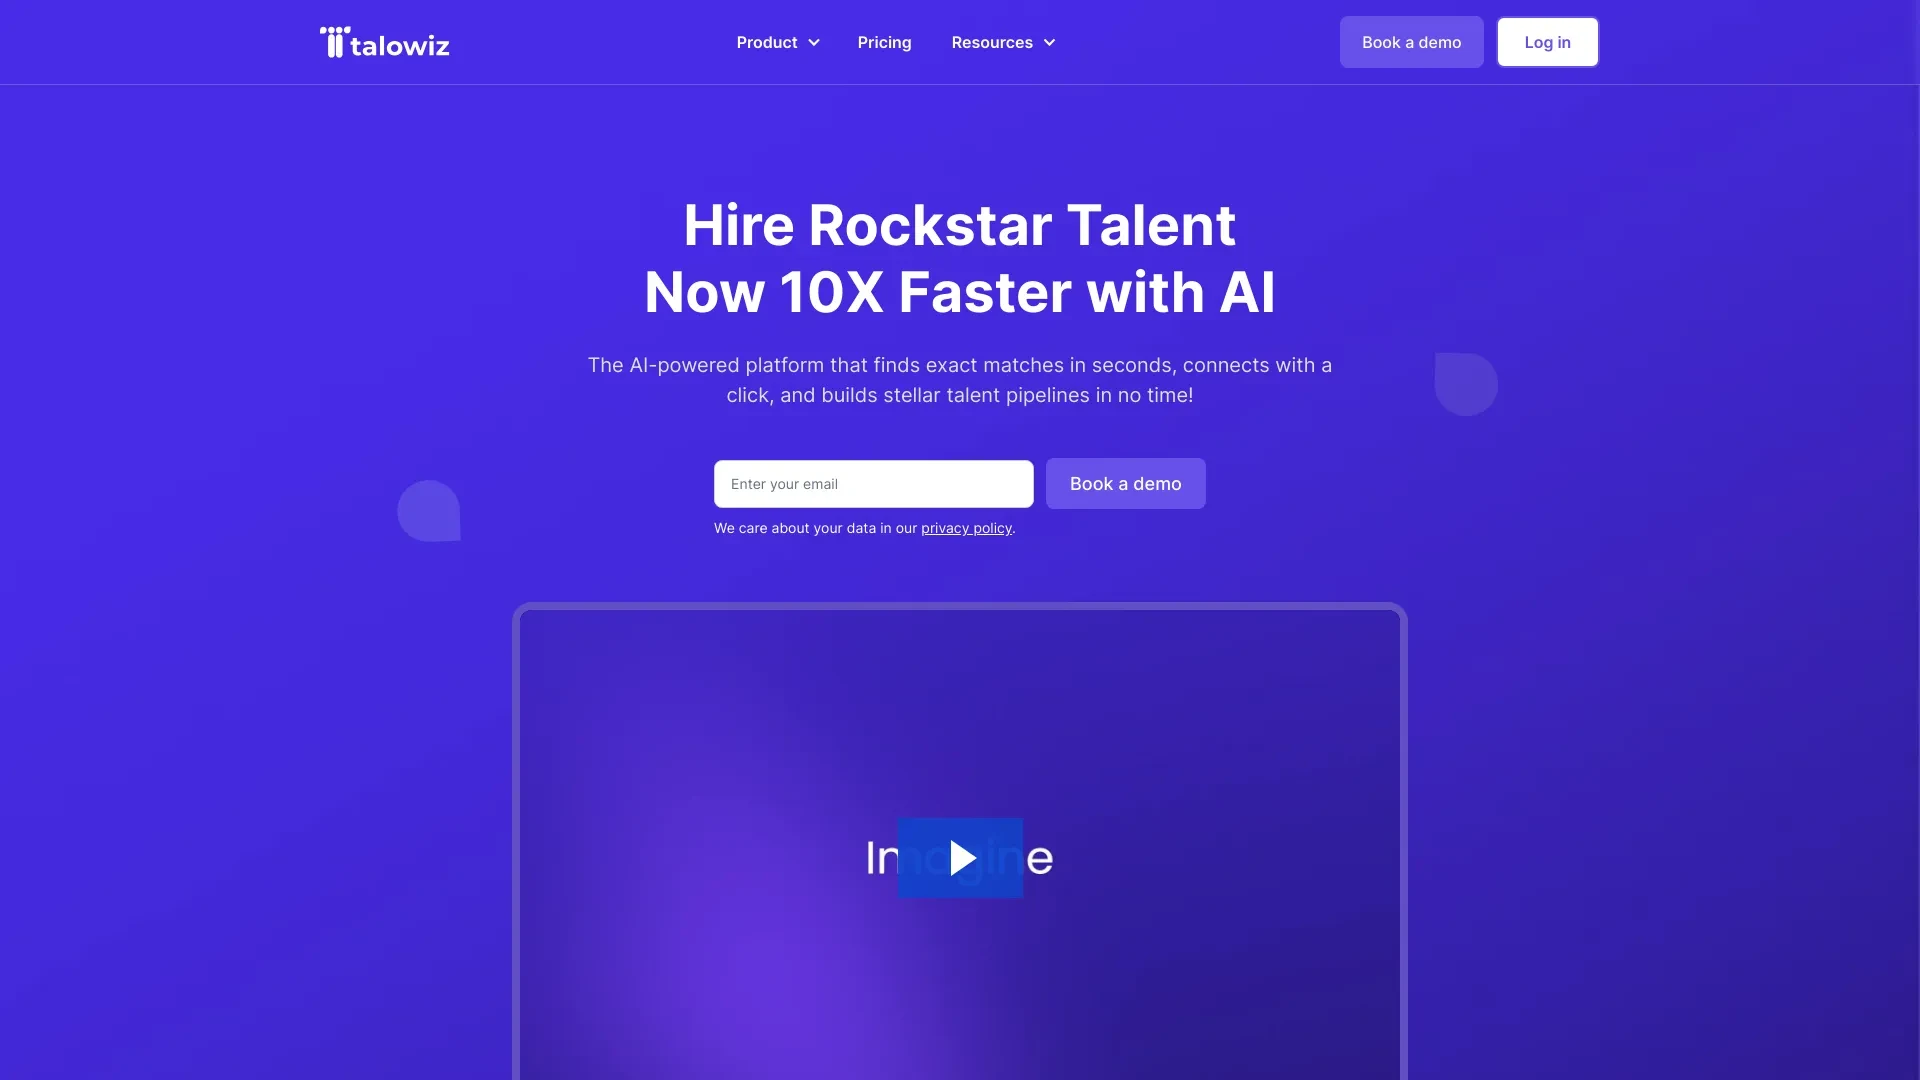 talowiz
Product
Pricing
Resources
Book a demo
Log in
Hire Rockstar Talent
Now 10X Faster with AI
The AI-powered platform that finds exact matches in seconds, connects with a
click, and builds stellar talent pipelines in no time!
Enter your email
Book a demo
We care about your data in our privacy policy.
Imagine